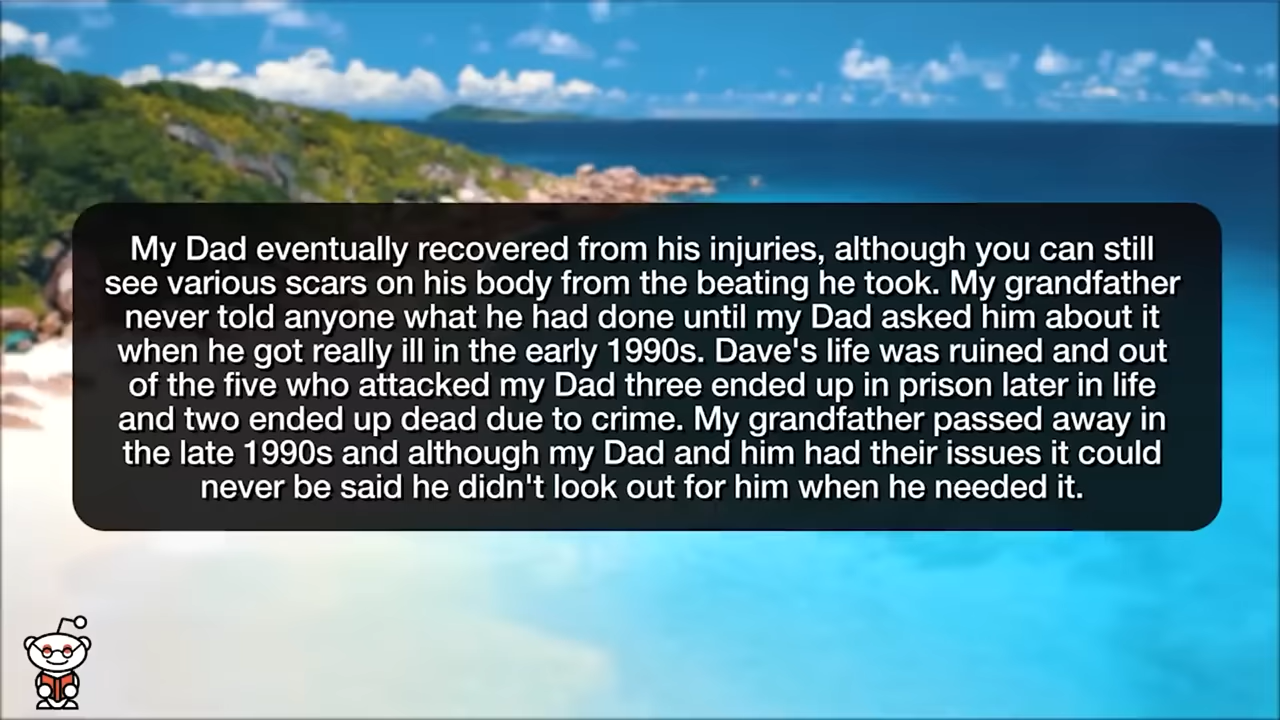 My Dad eventually recovered from his injuries, although you can still
see various scars on his body from the beating he took. My grandfather
never told anyone what he had done until my Dad asked him about it
when he got really ill in the early 1990s. Dave's life was ruined and out
of the five who attacked my Dad three ended up in prison later in life
and two ended up dead due to crime. My grandfather passed away in
the late 1990s and although my Dad and him had their issues it could
never be said he didn't look out for him when he needed it.